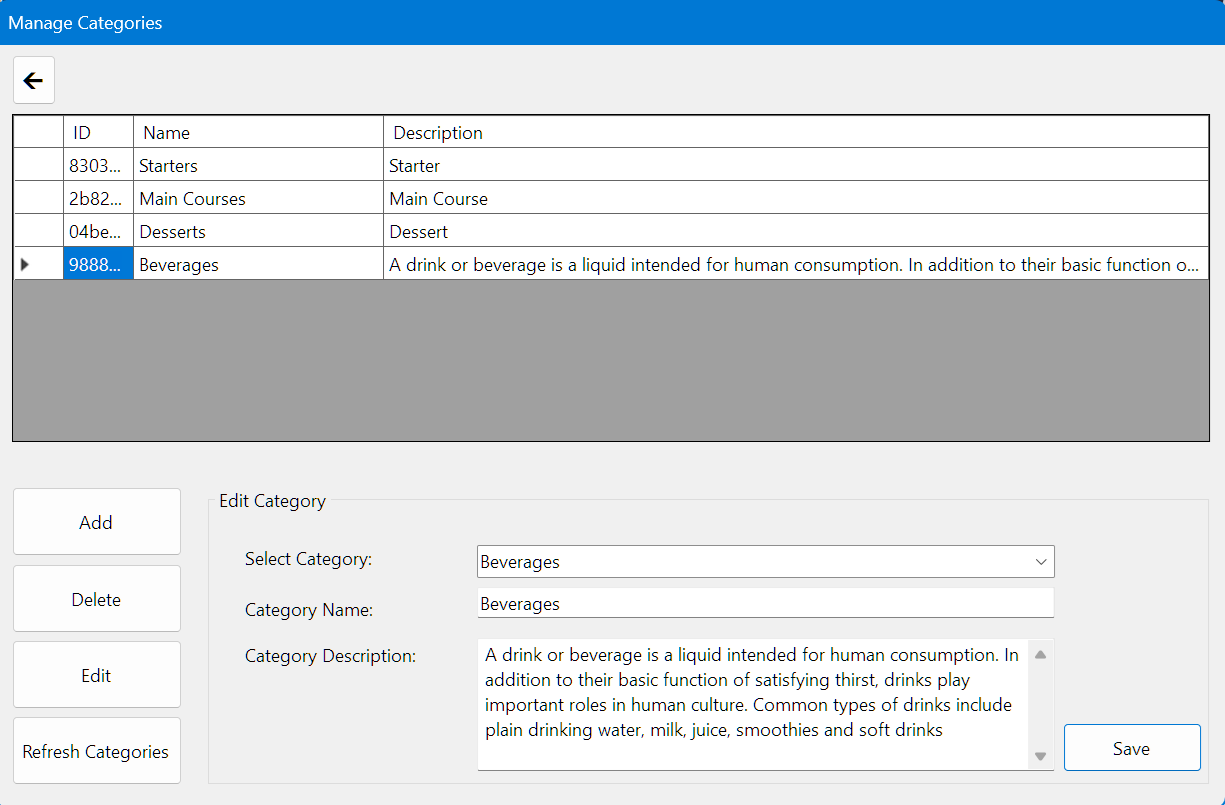 Manage Categories
ID Name Description
8303... Starters Starter
2b82... Main Courses Main Course
04be... Desserts Dessert
9888... Beverages A drink or beverage is a liquid intended for human consumption. In addition to their basic function o...
Add
Delete
Edit
Refresh Categories
Edit Category
Select Category: Beverages
Category Name: Beverages
Category Description: A drink or beverage is a liquid intended for human consumption. In
addition to their basic function of satisfying thirst, drinks play
important roles in human culture. Common types of drinks include
plain drinking water, milk, juice, smoothies and soft drinks
Save